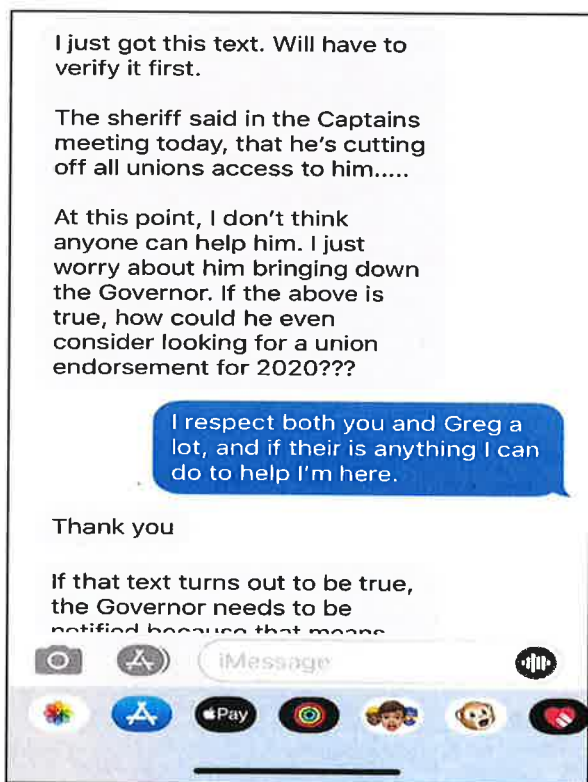 I just got this text. Will have to
verify it first.
The sheriff said in the Captains
meeting today, that he's cutting
off all unions access to him.....
At this point, I don't think
anyone can help him. I just
worry about him bringing down
the Governor. If the above is
true, how could he even
consider looking for a union
endorsement for 2020???
I respect both you and Greg a
lot, and if their is anything I can
do to help I'm here.
Thank you
If that text turns out to be true,
the Governor needs to be
notified because that means
iMessage
Pay